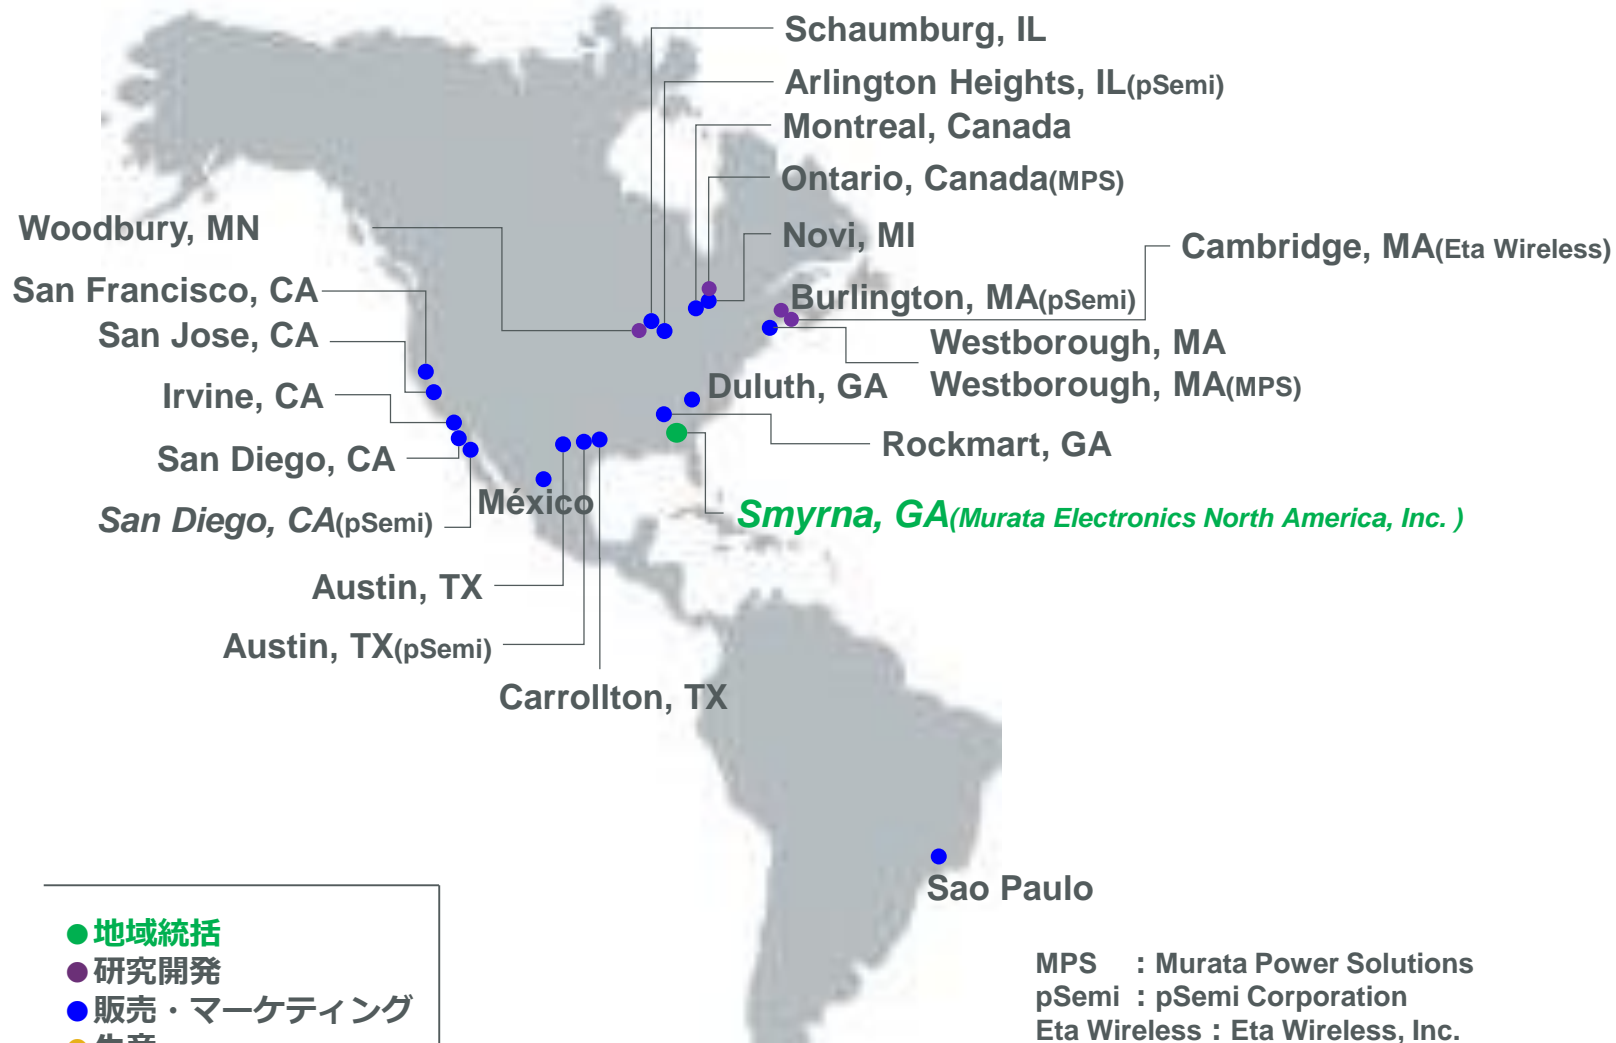 Schaumburg, IL
Arlington Heights, IL(pSemi)
Montreal, Canada
Ontario, Canada(MPS)
Woodbury, MN
Novi, MI
Cambridge, MA(Eta Wireless)
San Francisco, CA
Burlington, MA(pSemi)
San Jose, CA
Westborough, MA
Westborough, MA(MPS)
Irvine, CA
Duluth, GA
San Diego, CA
Rockmart, GA
México
San Diego, CA(pSemi)
Smyrna, GA(Murata Electronics North America, Inc. )
Austin, TX
Austin, TX(pSemi)
Carrollton, TX
Sao Paulo
●地域統括
●研究開発
●販売・マーケティング
●生産
MPS : Murata Power Solutions
pSemi : pSemi Corporation
Eta Wireless : Eta Wireless, Inc.